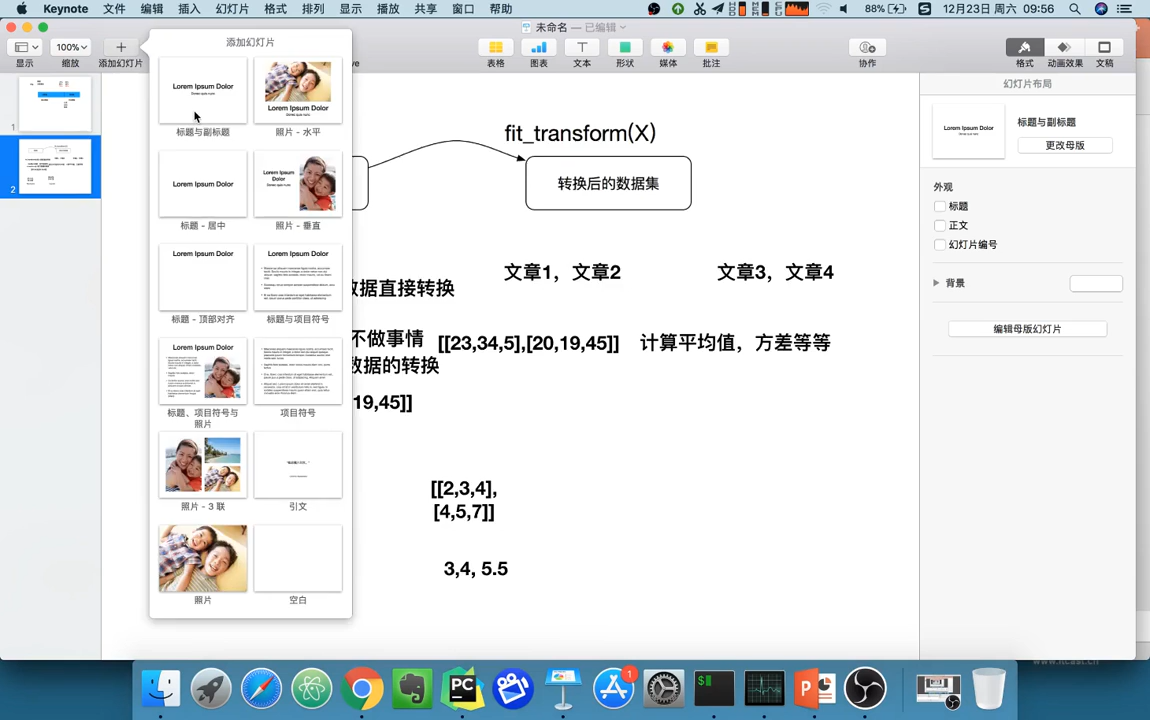 Keynote 文件 编辑 插入 幻灯片 格式 排列 显示 播放 共享 窗口 帮助 88% 12月23日 周六 09:56
未命名 — 已编辑
100%
显示 缩放 添加幻灯片 表格 图表 文本 形状 媒体 批注 协作 格式 动画效果 文稿
添加幻灯片
Lorem Ipsum Dolor
标题与副标题
Lorem Ipsum Dolor
照片 - 水平
Lorem Ipsum Dolor
标题 - 居中
Lorem Ipsum
Dolor
照片 - 垂直
Lorem Ipsum Dolor
标题 - 顶部对齐
Lorem Ipsum Dolor
标题与项目符号
Lorem Ipsum Dolor
标题、项目符号与
照片
项目符号
照片 - 3 联
引文
照片
空白
1
2
fit_transform(X)
转换后的数据集
文章1，文章2 文章3，文章4
据直接转换
不做事情 [[23,34,5],[20,19,45]] 计算平均值，方差等等
数据的转换
19,45]]
[[2,3,4],
[4,5,7]]
3,4, 5.5
幻灯片布局
Lorem Ipsum Dolor
标题与副标题
更改母版
外观
标题
正文
幻灯片编号
背景
编辑母版幻灯片
PC
1